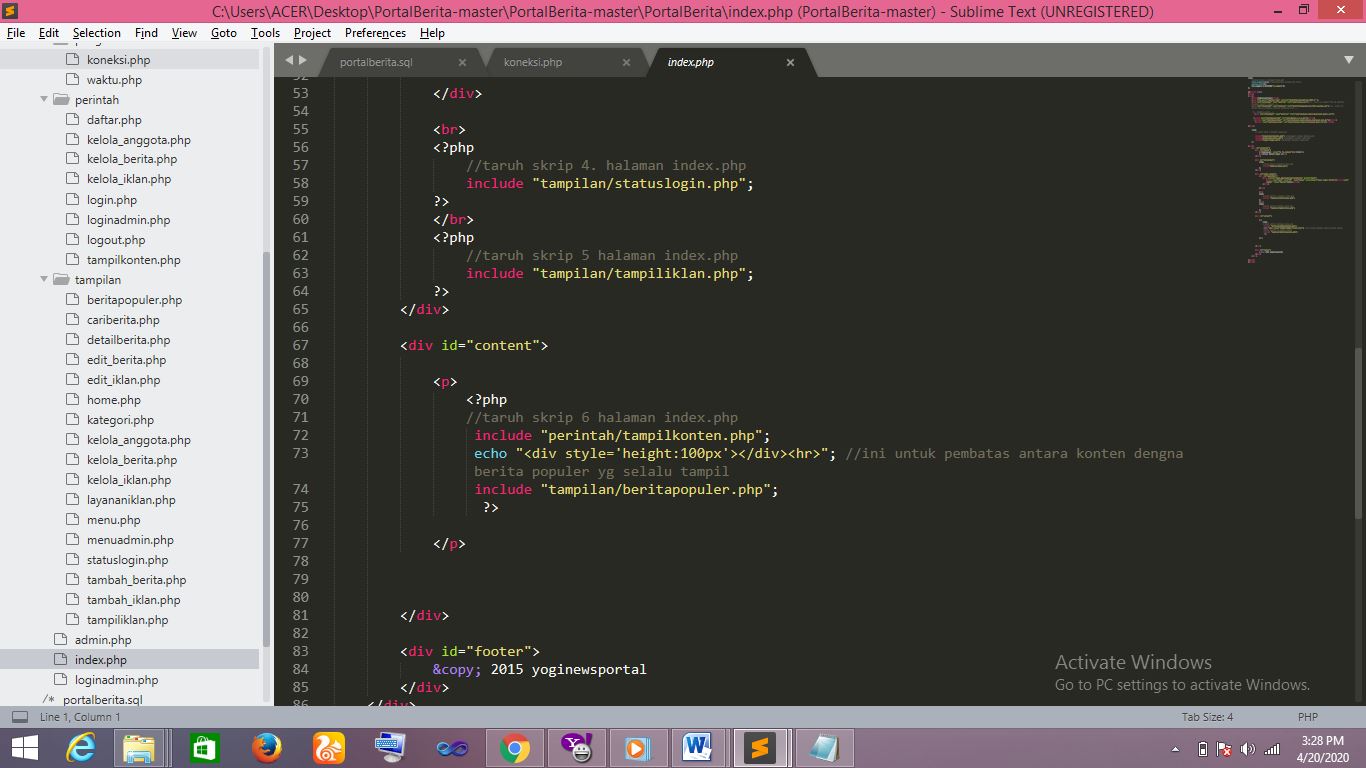 C:\Users\ACER\Desktop\PortalBerita-master\PortalBerita-master\PortalBerita\index.php (PortalBerita-master) - Sublime Text (UNREGISTERED)
File Edit Selection Find View Goto Tools Project Preferences Help
koneksi.php
waktu.php
perintah
daftar.php
kelola_anggota.php
kelola_berita.php
kelola_iklan.php
login.php
loginadmin.php
logout.php
tampilkonten.php
tampilan
beritapopuler.php
cariberita.php
detailberita.php
edit_berita.php
edit_iklan.php
home.php
kategori.php
kelola_anggota.php
kelola_berita.php
kelola_iklan.php
layananiklan.php
menu.php
menuadmin.php
statuslogin.php
tambah_berita.php
tambah_iklan.php
tampiliklan.php
admin.php
index.php
loginadmin.php
/* portalberita.sql
portalberita.sql koneksi.php index.php
52
53 </div>
54
55 <br>
56 <?php
57 //taruh skrip 4. halaman index.php
58 include "tampilan/statuslogin.php";
59 ?>
60 </br>
61 <?php
62 //taruh skrip 5 halaman index.php
63 include "tampilan/tampiliklan.php";
64 ?>
65 </div>
66
67 <div id="content">
68
69 <p>
70 <?php
71 //taruh skrip 6 halaman index.php
72 include "perintah/tampilkonten.php";
73 echo "<div style='height:100px'></div><hr>"; //ini untuk pembatas antara konten dengna
berita populer yg selalu tampil
74 include "tampilan/beritapopuler.php";
75 ?>
76
77 </p>
78
79
80
81 </div>
82
83 <div id="footer">
84 &copy; 2015 yoginewsportal
85 </div>
86 </div>
Activate Windows
Go to PC settings to activate Windows.
Line 1, Column 1 Tab Size: 4 PHP
3:28 PM
4/20/2020